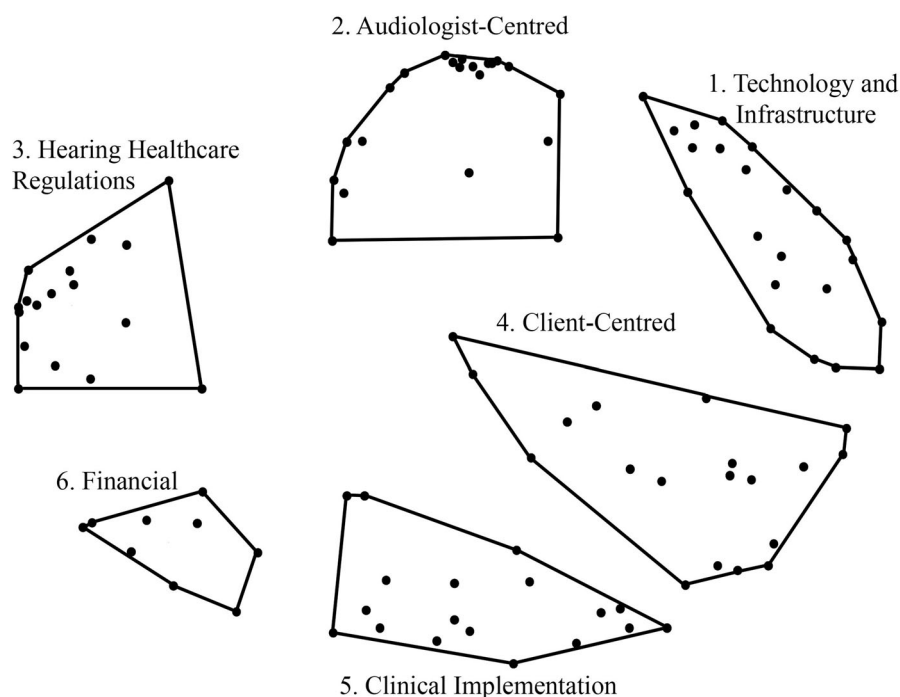 2. Audiologist-Centred
1. Technology and
Infrastructure
3. Hearing Healthcare
Regulations
4. Client-Centred
6. Financial
5. Clinical Implementation